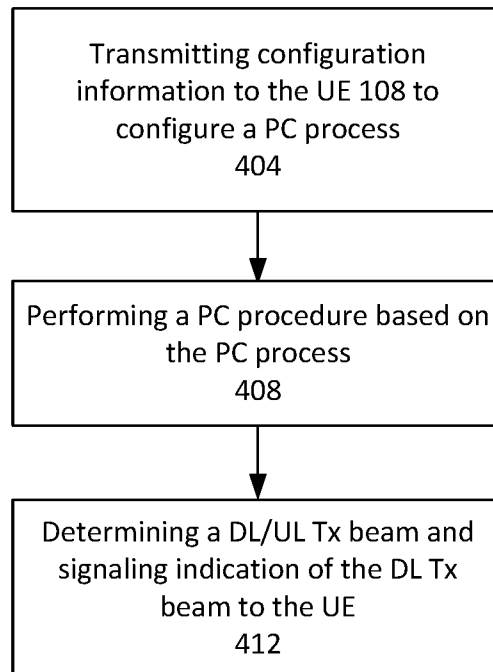 Transmitting configuration
information to the UE 108 to
configure a PC process
404
Performing a PC procedure based on
the PC process
408
Determining a DL/UL Tx beam and
signaling indication of the DL Tx
beam to the UE
412